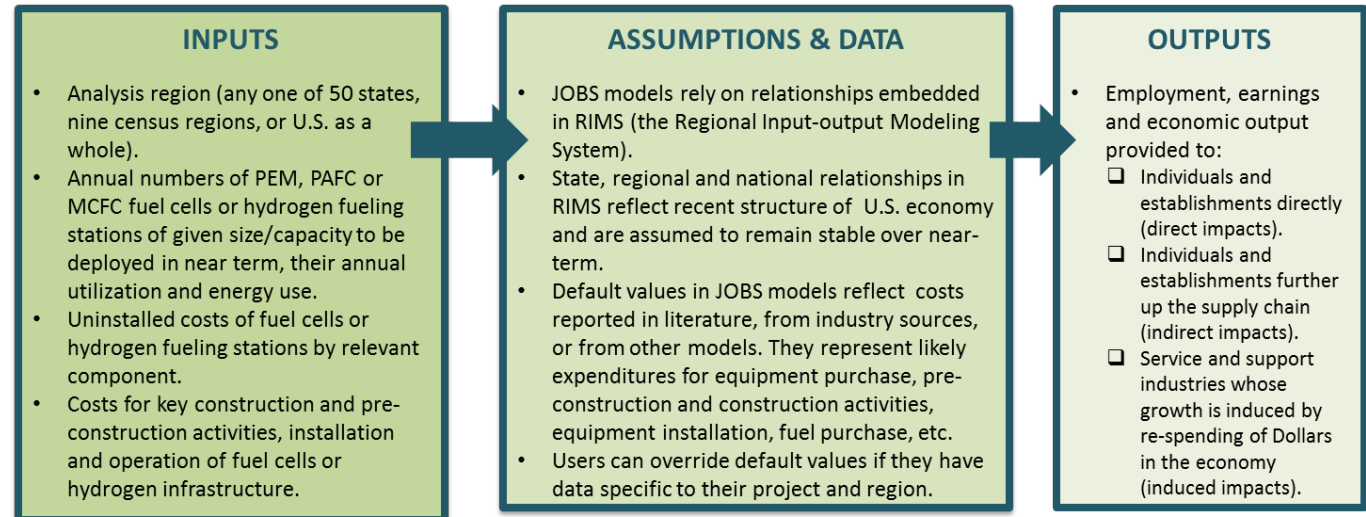 INPUTS
• Analysis region (any one of 50 states,
nine census regions, or U.S. as a
whole).
• Annual numbers of PEM, PAFC or
MCFC fuel cells or hydrogen fueling
stations of given size/capacity to be
deployed in near term, their annual
utilization and energy use.
• Uninstalled costs of fuel cells or
hydrogen fueling stations by relevant
component.
• Costs for key construction and pre-
construction activities, installation
and operation of fuel cells or
hydrogen infrastructure.
ASSUMPTIONS & DATA
• JOBS models rely on relationships embedded
in RIMS (the Regional Input-output Modeling
System).
• State, regional and national relationships in
RIMS reflect recent structure of U.S. economy
and are assumed to remain stable over near-
term.
• Default values in JOBS models reflect costs
reported in literature, from industry sources,
or from other models. They represent likely
expenditures for equipment purchase, pre-
construction and construction activities,
equipment installation, fuel purchase, etc.
• Users can override default values if they have
data specific to their project and region.
OUTPUTS
• Employment, earnings
and economic output
provided to:
❑ Individuals and
establishments directly
(direct impacts).
❑ Individuals and
establishments further
up the supply chain
(indirect impacts).
❑ Service and support
industries whose
growth is induced by
re-spending of Dollars
in the economy
(induced impacts).